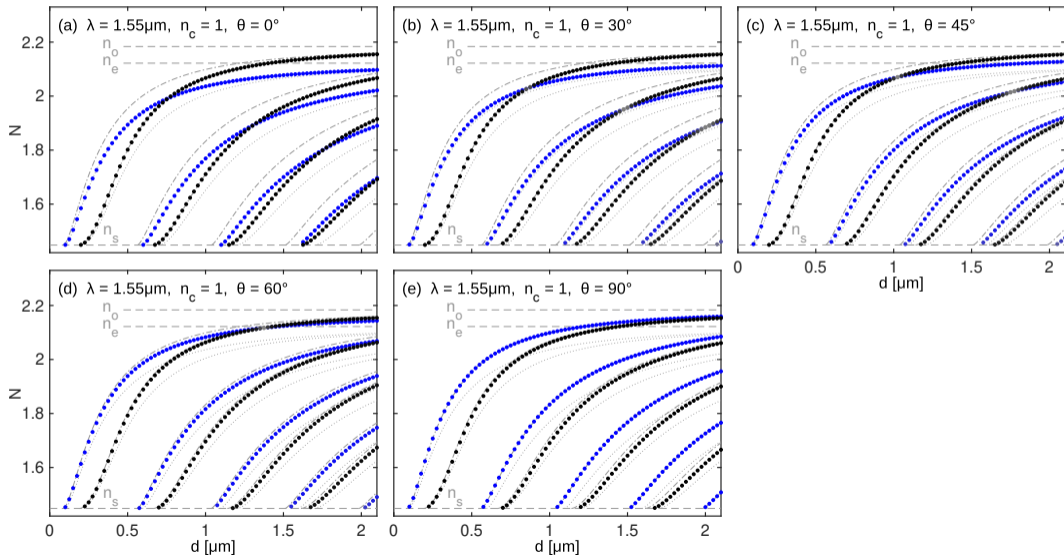 (a) λ = 1.55µm, n_c = 1, θ = 0°
n_o
n_e
n_s
2.2
2
1.8
1.6
N
(b) λ = 1.55µm, n_c = 1, θ = 30°
n_o
n_e
n_s
(c) λ = 1.55µm, n_c = 1, θ = 45°
n_o
n_e
n_s
0 0.5 1 1.5 2
d [µm]
(d) λ = 1.55µm, n_c = 1, θ = 60°
n_o
n_e
n_s
2.2
2
1.8
1.6
N
0 0.5 1 1.5 2
d [µm]
(e) λ = 1.55µm, n_c = 1, θ = 90°
n_o
n_e
n_s
0 0.5 1 1.5 2
d [µm]